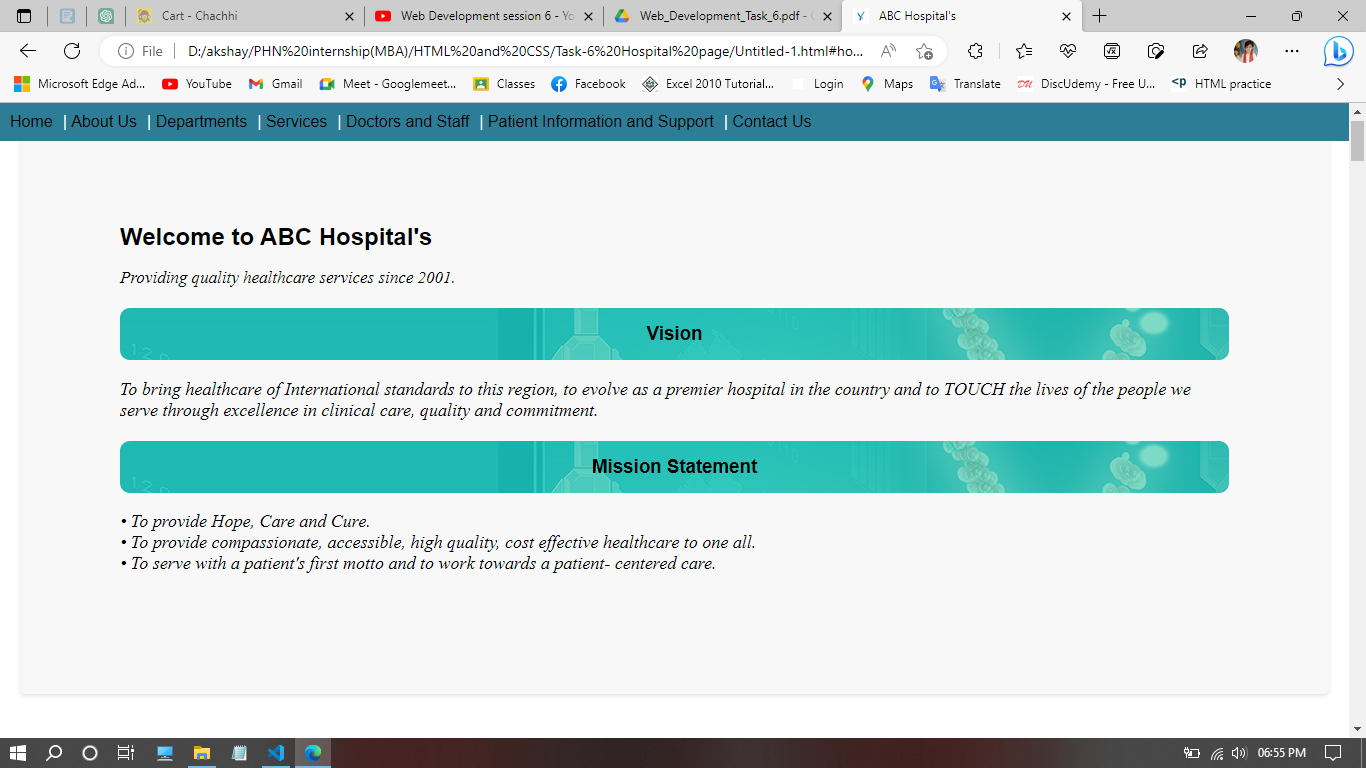 Cart - Chachhi
Web Development session 6 - Yo
Web_Development_Task_6.pdf - G
ABC Hospital's
File
D:/akshay/PHN%20internship(MBA)/HTML%20and%20CSS/Task-6%20Hospital%20page/Untitled-1.html#ho...
Microsoft Edge Ad...
YouTube
Gmail
Meet - Googlemeet...
Classes
Facebook
Excel 2010 Tutorial...
Login
Maps
Translate
DU DiscUdemy - Free U...
<p HTML practice
Home | About Us | Departments | Services | Doctors and Staff | Patient Information and Support | Contact Us
Welcome to ABC Hospital's
Providing quality healthcare services since 2001.
Vision
To bring healthcare of International standards to this region, to evolve as a premier hospital in the country and to TOUCH the lives of the people we
serve through excellence in clinical care, quality and commitment.
Mission Statement
• To provide Hope, Care and Cure.
• To provide compassionate, accessible, high quality, cost effective healthcare to one all.
• To serve with a patient's first motto and to work towards a patient- centered care.
06:55 PM